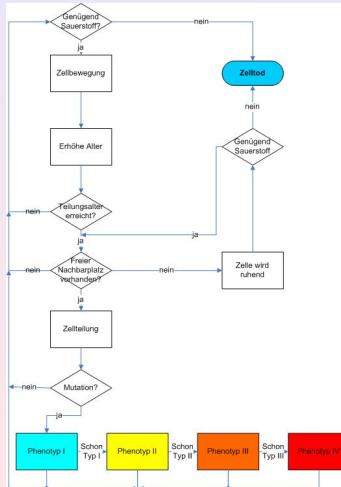 Genügend
Sauerstoff?
nein
ja
Zellbewegung
Zelltod
nein
Erhöhe Alter
Genügend
Sauerstoff
Teilungsalter
erreicht?
nein
ja
ja
Freier
Nachbarplatz
vorhanden?
nein
nein
Zelle wird
ruhend
ja
Zellteilung
Mutation?
nein
ja
Phenotyp I
Schon
Typ I
Phenotyp II
Schon
Typ II
Phenotyp III
Schon
Typ III
Phenotyp IV